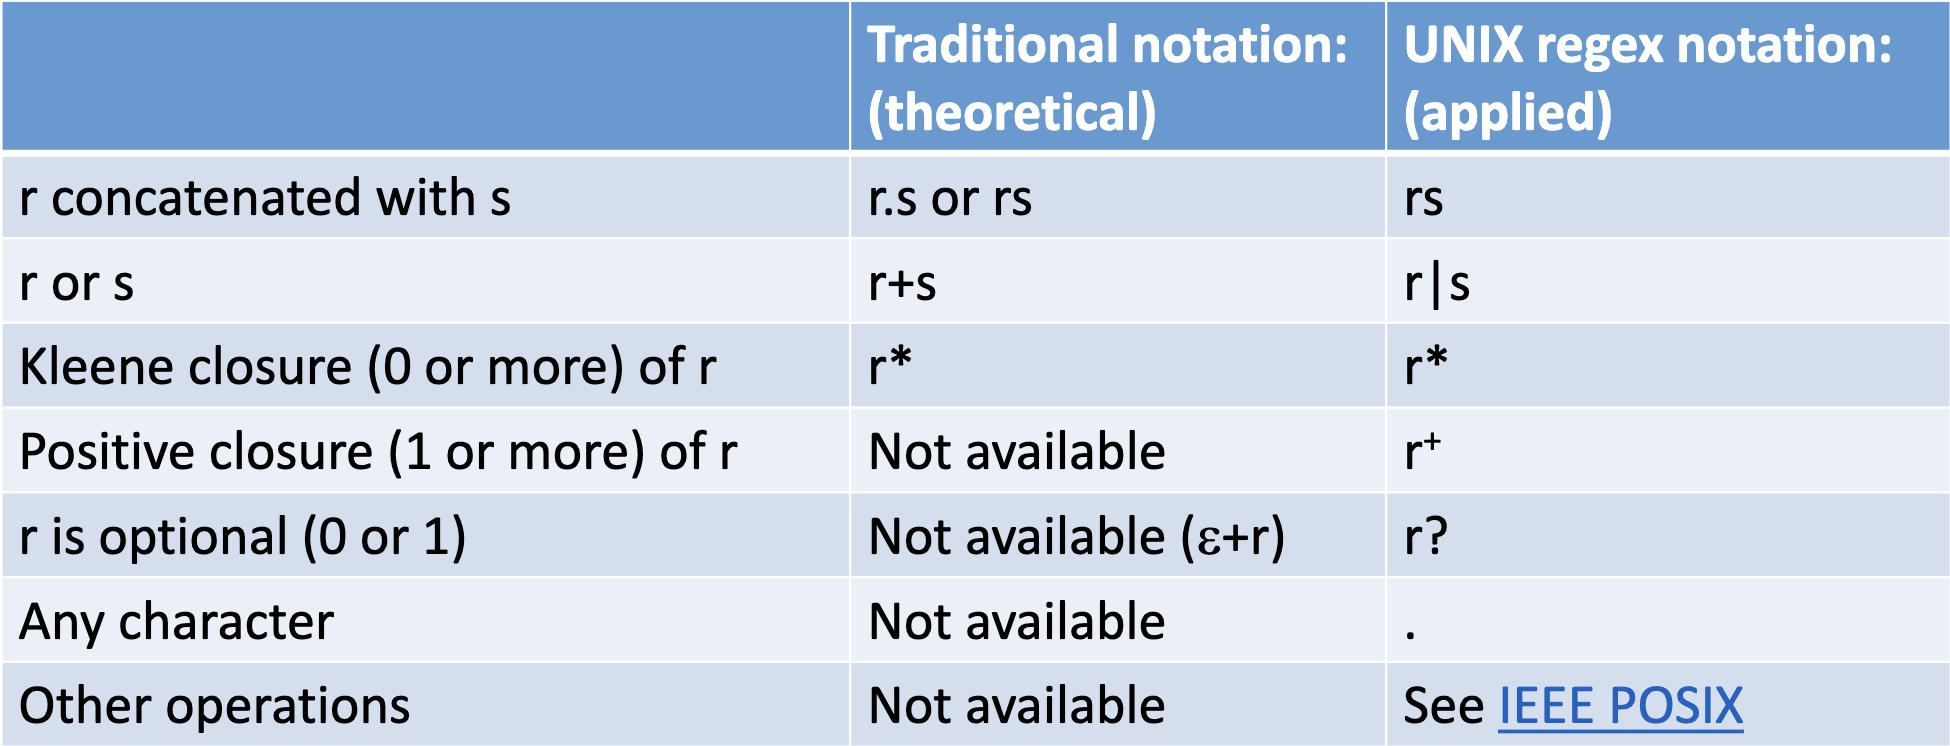 Traditional notation: UNIX regex notation:
(theoretical) (applied)
r concatenated with s r.s or rs rs
r or s r+s r|s
Kleene closure (0 or more) of r r* r*
Positive closure (1 or more) of r Not available r⁺
r is optional (0 or 1) Not available (ε+r) r?
Any character Not available .
Other operations Not available See IEEE POSIX